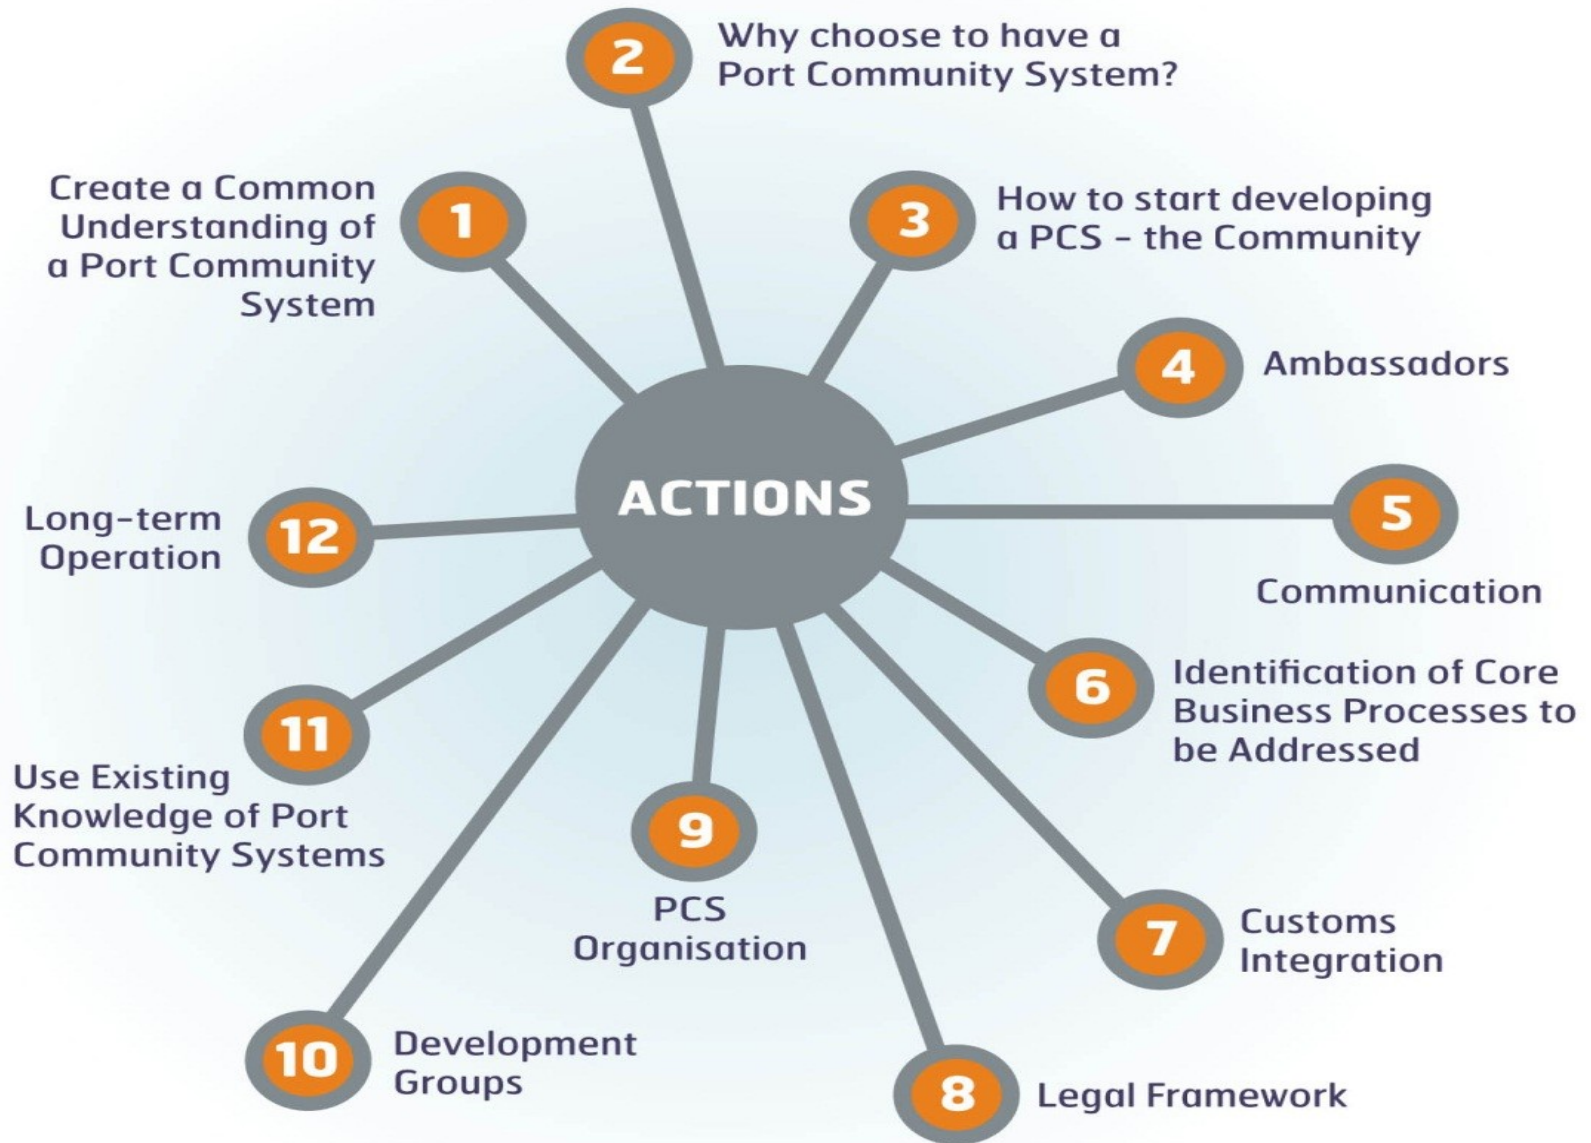 ACTIONS
1
Create a Common
Understanding of
a Port Community
System
2
Why choose to have a
Port Community System?
3
How to start developing
a PCS - the Community
4
Ambassadors
5
Communication
6
Identification of Core
Business Processes to
be Addressed
7
Customs
Integration
8
Legal Framework
9
PCS
Organisation
10
Development
Groups
11
Use Existing
Knowledge of Port
Community Systems
12
Long-term
Operation